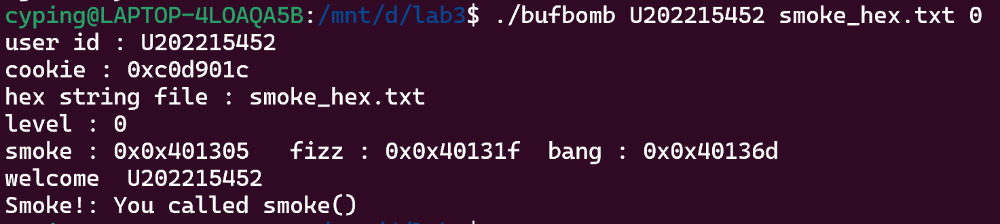 cyping@LAPTOP-4LOAQA5B:/mnt/d/lab3$ ./bufbomb U202215452 smoke_hex.txt 0
user id : U202215452
cookie : 0xc0d901c
hex string file : smoke_hex.txt
level : 0
smoke : 0x0x401305   fizz : 0x0x40131f  bang : 0x0x40136d
welcome  U202215452
Smoke!: You called smoke()